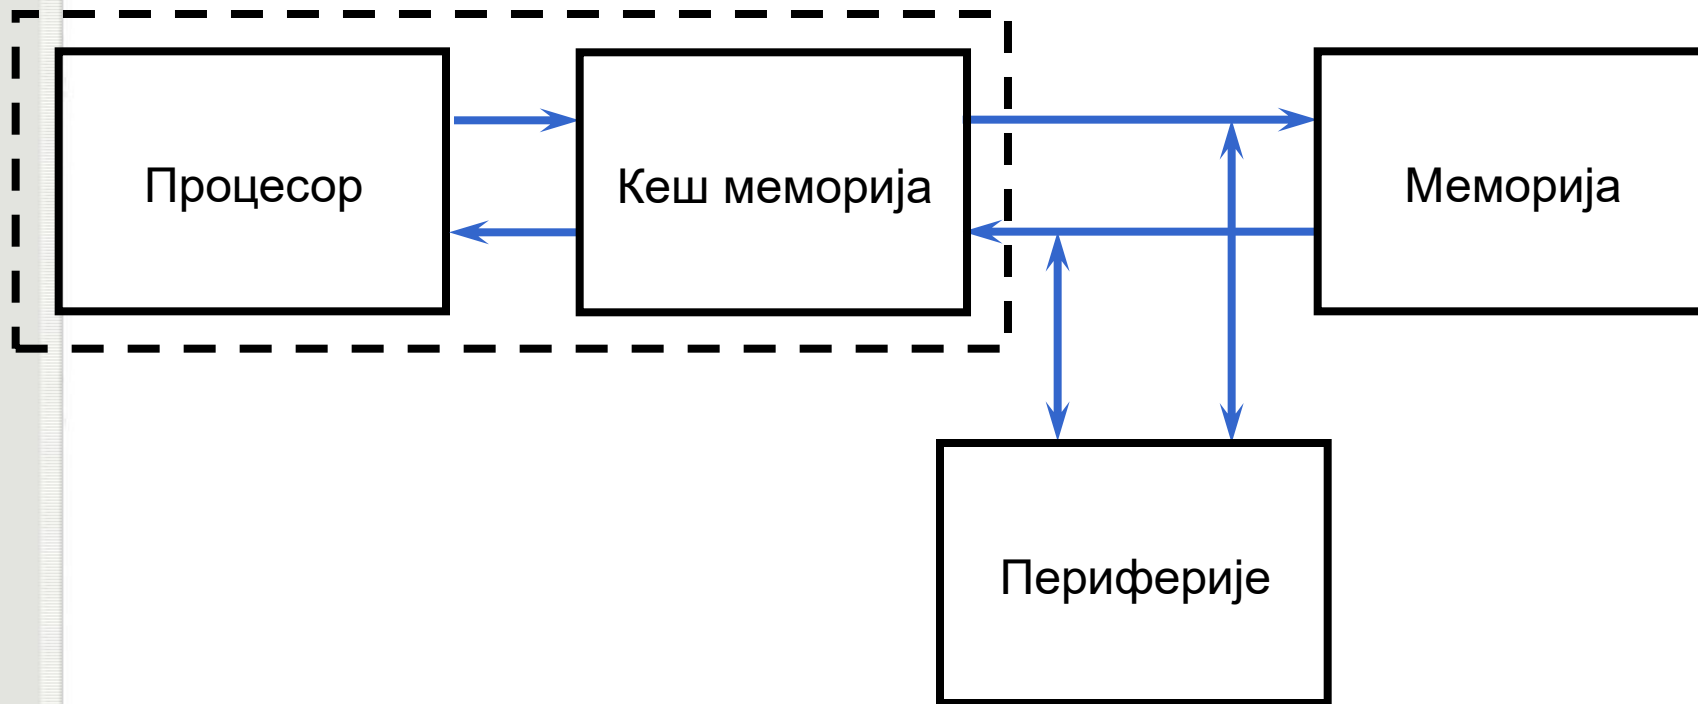 Процесор
Кеш меморија
Меморија
Периферије